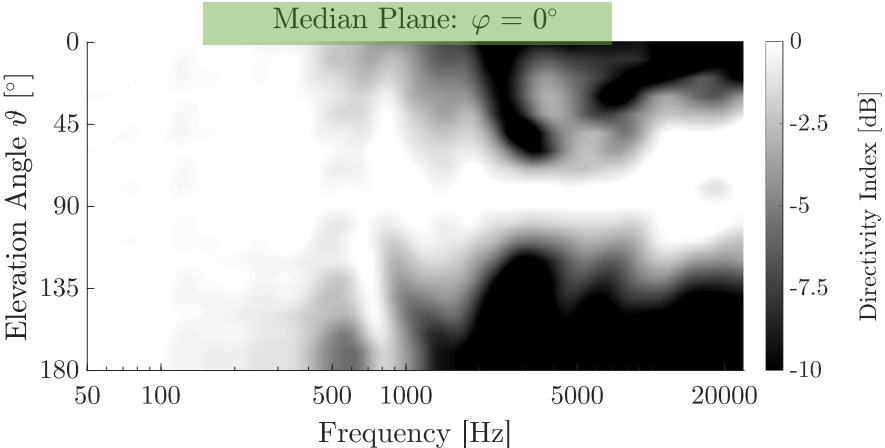 Median Plane: φ = 0°
Elevation Angle ϑ [°]
0
45
90
135
180
50 100 500 1000 5000 20000
Frequency [Hz]
0
-2.5
-5
-7.5
-10
Directivity Index [dB]